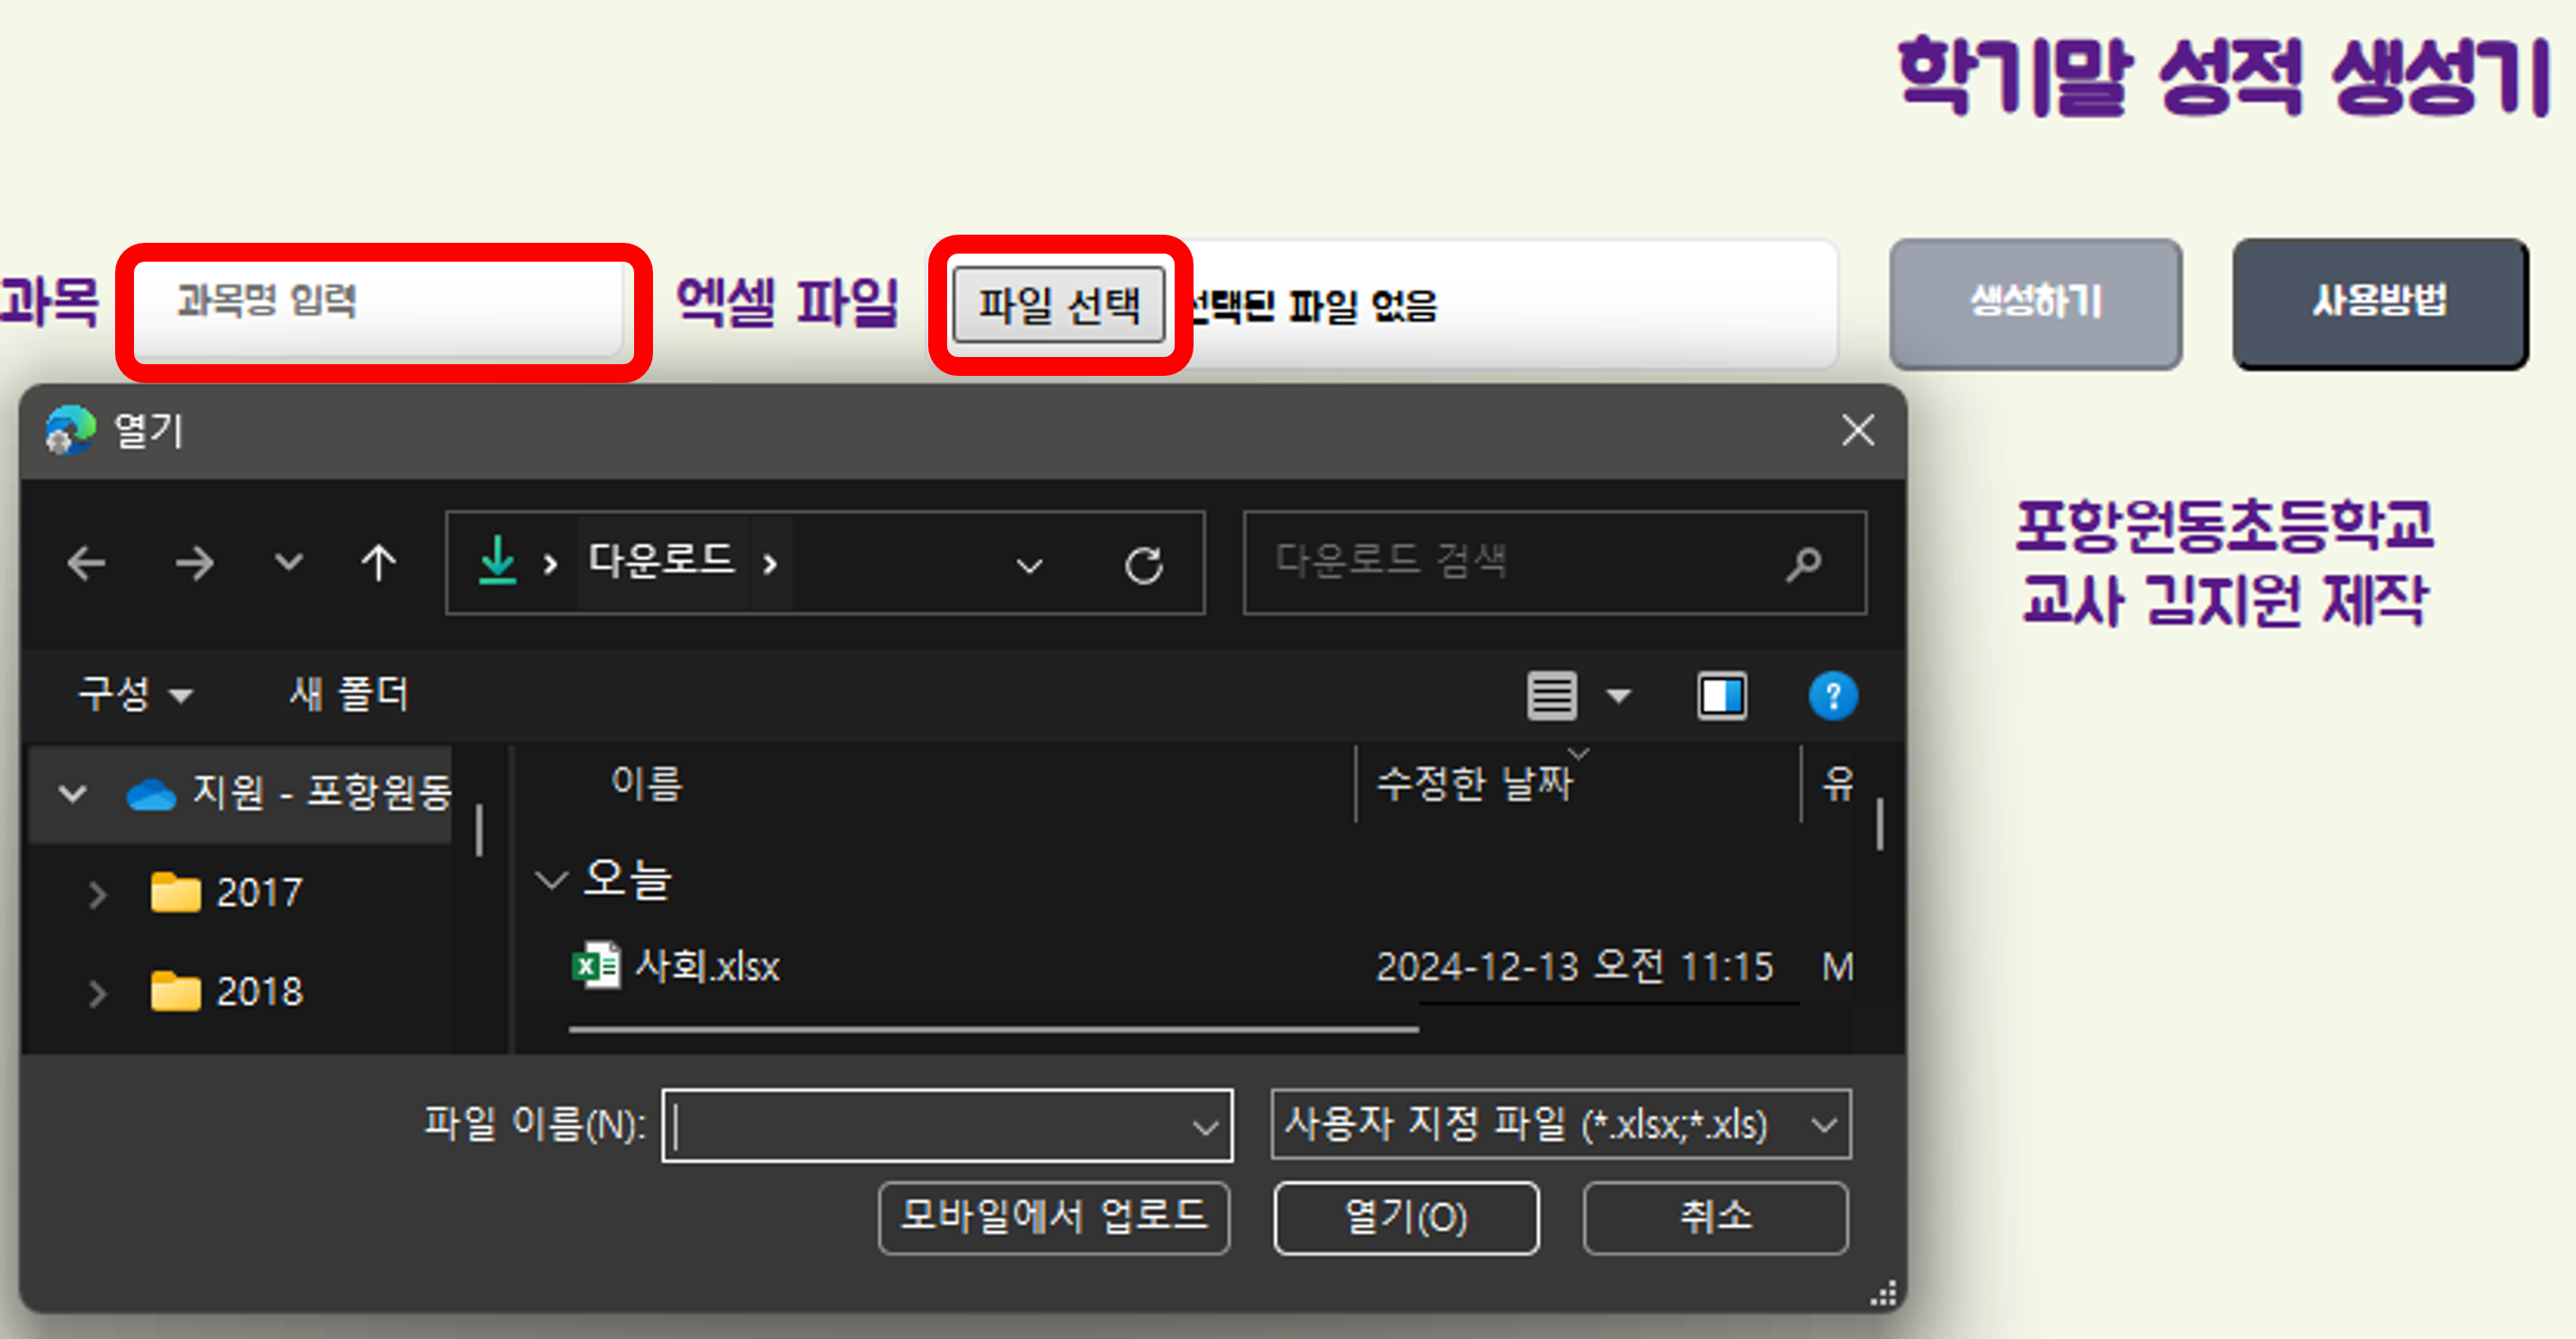 학기말 성적 생성기
과목 과목명 입력 엑셀 파일 파일 선택 선택된 파일 없음 생성하기 사용방법
포항원동초등학교
교사 김지원 제작
열기
다운로드 다운로드 검색
구성 새 폴더
이름 수정한 날짜 유
지원 - 포항원동
오늘
2017
사회.xlsx 2024-12-13 오전 11:15 M
2018
파일 이름(N): 사용자 지정 파일 (*.xlsx;*.xls)
모바일에서 업로드 열기(O) 취소